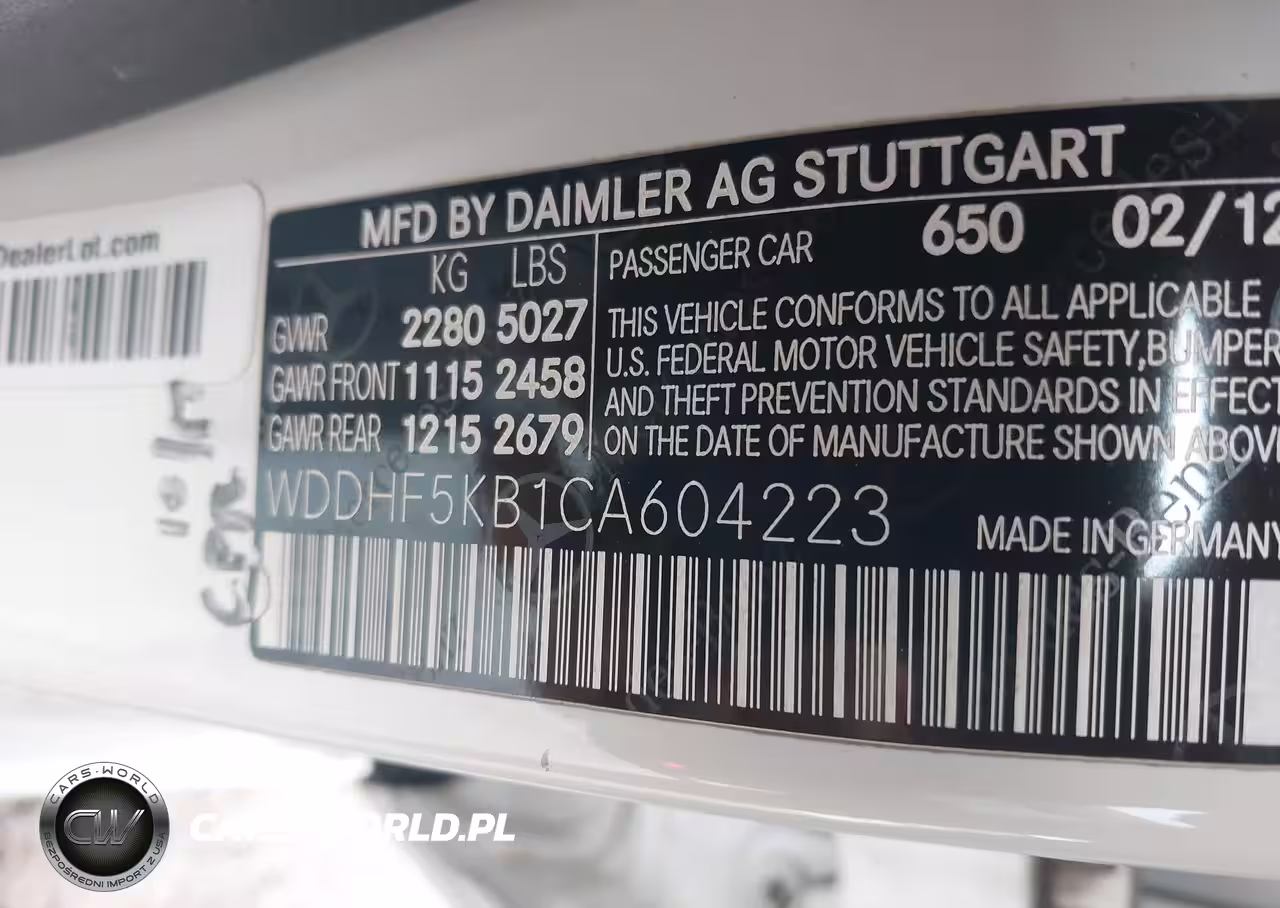 DealerLot.com
MFD BY DAIMLER AG STUTTGART
KG LBS
GVWR 2280 5027
GAWR FRONT 1115 2458
GAWR REAR 1215 2679
PASSENGER CAR 650 02/12
THIS VEHICLE CONFORMS TO ALL APPLICABLE
U.S. FEDERAL MOTOR VEHICLE SAFETY, BUMPER
AND THEFT PREVENTION STANDARDS IN EFFECT
ON THE DATE OF MANUFACTURE SHOWN ABOVE
WDDHF5KB1CA604223
MADE IN GERMANY
CARS-WORLD
CW
BEZPOŚREDNI IMPORT Z USA
CARS-WORLD.PL